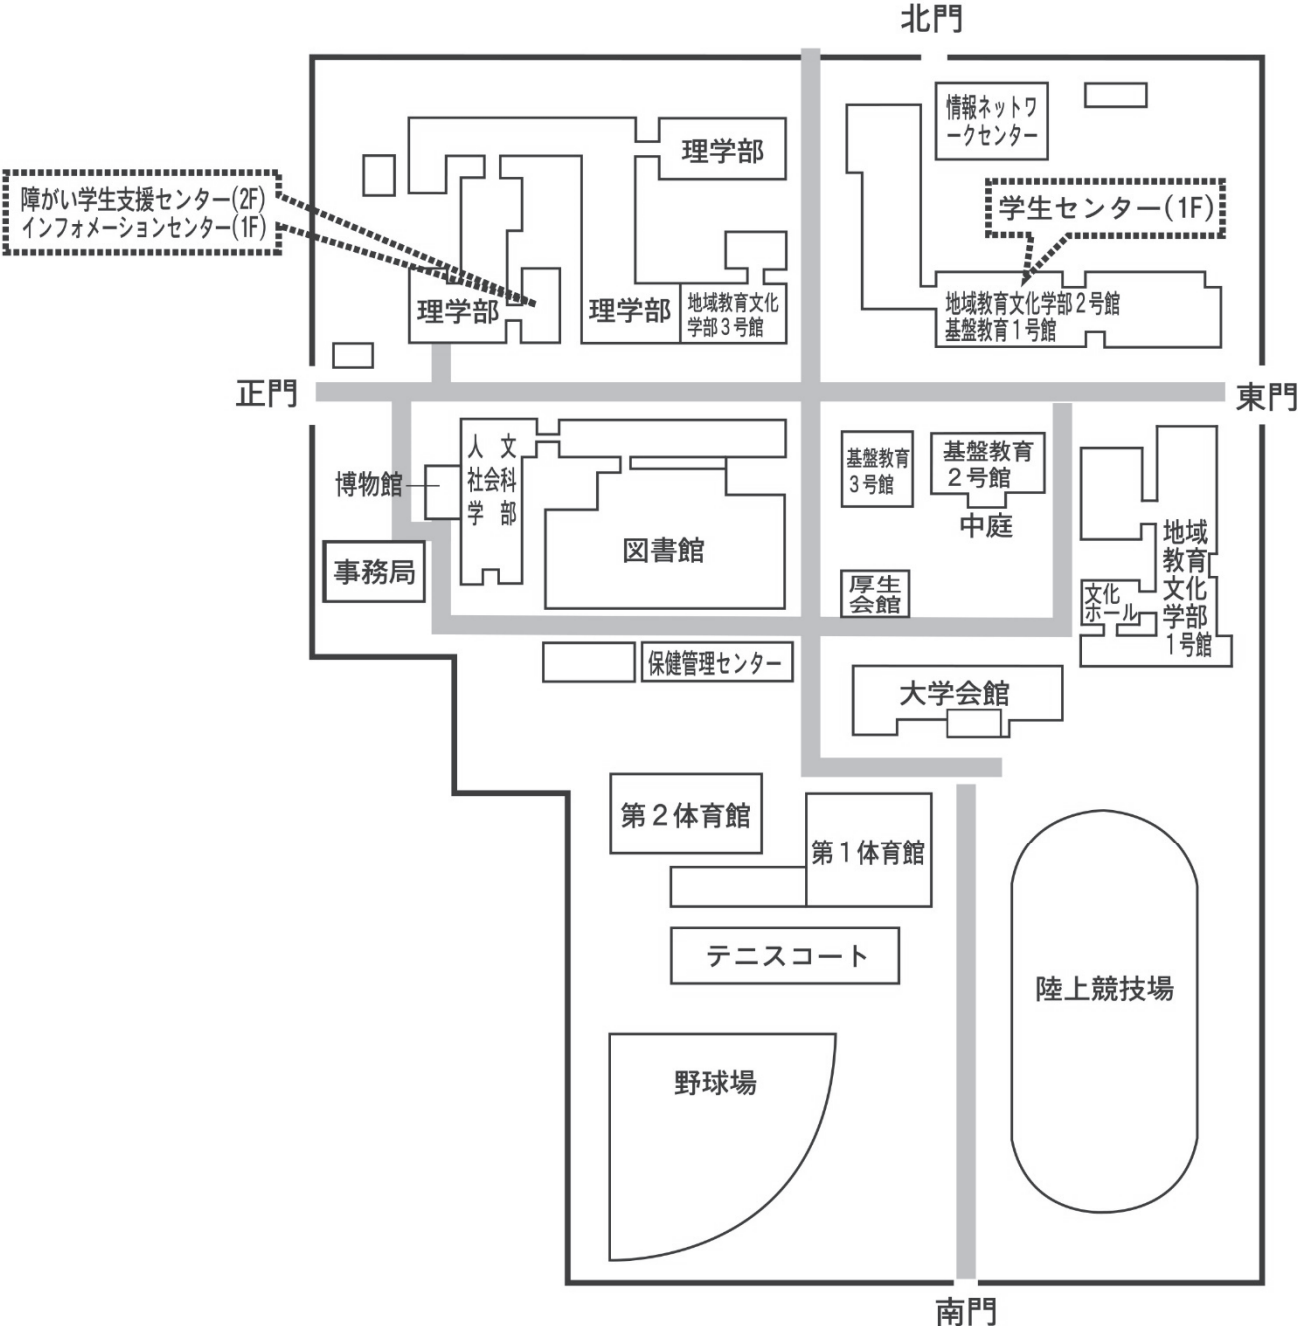 北門
情報ネットワ
ークセンター
理学部
障がい学生支援センター(2F)
インフォメーションセンター(1F)
学生センター(1F)
理学部
理学部
地域教育文化
学部3号館
地域教育文化学部2号館
基盤教育1号館
正門
東門
人文
社会科
学部
博物館
基盤教育
3号館
基盤教育
2号館
中庭
図書館
事務局
厚生
会館
文化
ホール
地域
教育
文化
学部
1号館
保健管理センター
大学会館
第2体育館
第1体育館
テニスコート
陸上競技場
野球場
南門